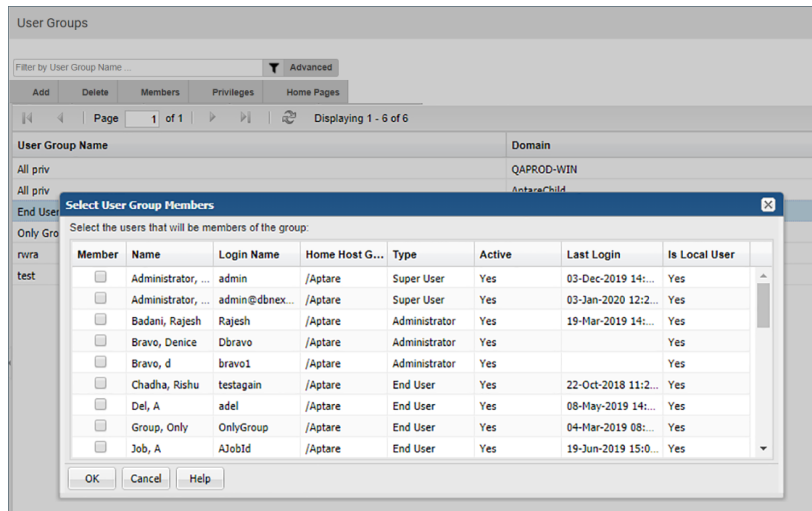 User Groups
Filter by User Group Name ... Advanced
Add Delete Members Privileges Home Pages
Page 1 of 1 Displaying 1 - 6 of 6
User Group Name Domain
All priv QAPROD-WIN
All priv AptareChild
End User
Only Gro
rwra
test
Select User Group Members
Select the users that will be members of the group:
Member Name Login Name Home Host G... Type Active Last Login Is Local User
Administrator, ... admin /Aptare Super User Yes 03-Dec-2019 14:... Yes
Administrator, ... admin@dbnex... /Aptare Super User Yes 03-Jan-2020 12:2... Yes
Badani, Rajesh Rajesh /Aptare Administrator Yes 19-Mar-2019 14:... Yes
Bravo, Denice Dbravo /Aptare Administrator Yes Yes
Bravo, d bravo1 /Aptare Administrator Yes Yes
Chadha, Rishu testagain /Aptare End User Yes 22-Oct-2018 11:2... Yes
Del, A adel /Aptare End User Yes 08-May-2019 14:... Yes
Group, Only OnlyGroup /Aptare End User Yes 04-Mar-2019 08:... Yes
Job, A AJobId /Aptare End User Yes 19-Jun-2019 15:0... Yes
OK Cancel Help